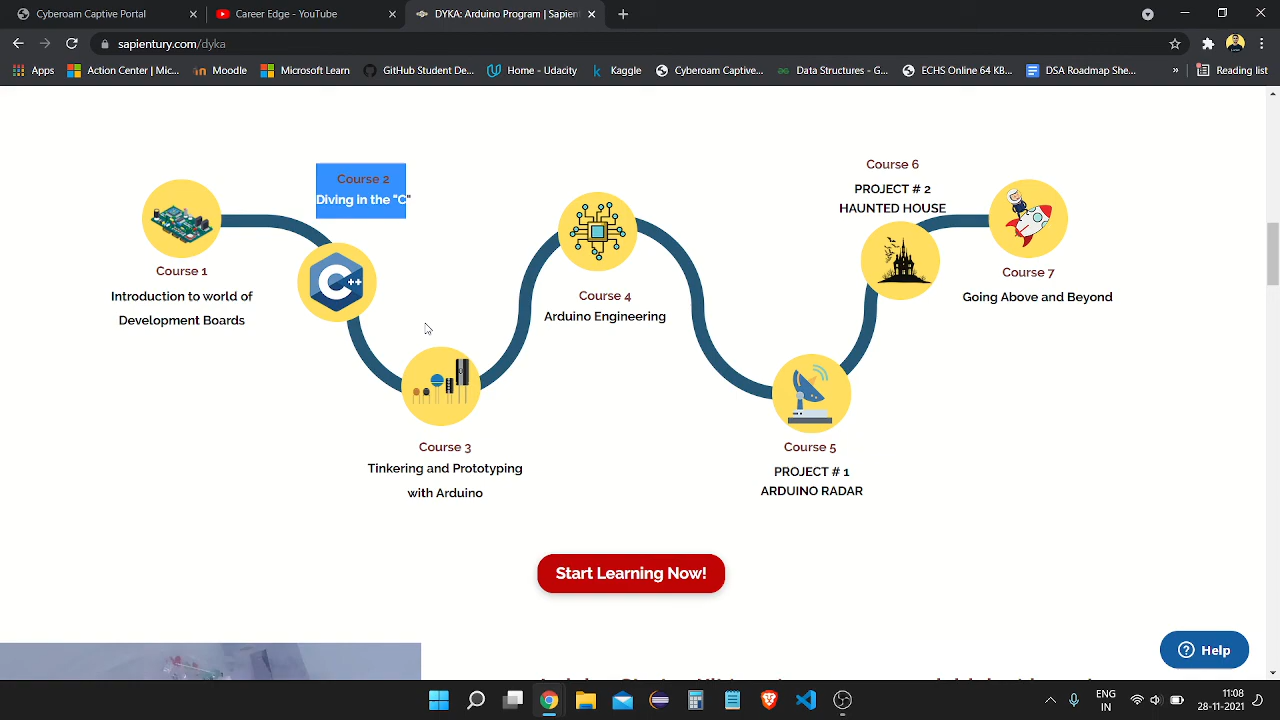 Cyberoam Captive Portal
Career Edge - YouTube
DYKA: Arduino Program | Sapient
sapientury.com/dyka
Apps
Action Center | Mic...
Moodle
Microsoft Learn
GitHub Student De...
Home - Udacity
Kaggle
Cyberoam Captive...
Data Structures - G...
ECHS Online 64 KB...
DSA Roadmap She...
»
Reading list
Course 1
Introduction to world of
Development Boards
Course 2
Diving in the "C"
C++
Course 3
Tinkering and Prototyping
with Arduino
Course 4
Arduino Engineering
Course 5
PROJECT # 1
ARDUINO RADAR
Course 6
PROJECT # 2
HAUNTED HOUSE
Course 7
Going Above and Beyond
Start Learning Now!
? Help
ENG
IN
11:08
28-11-2021